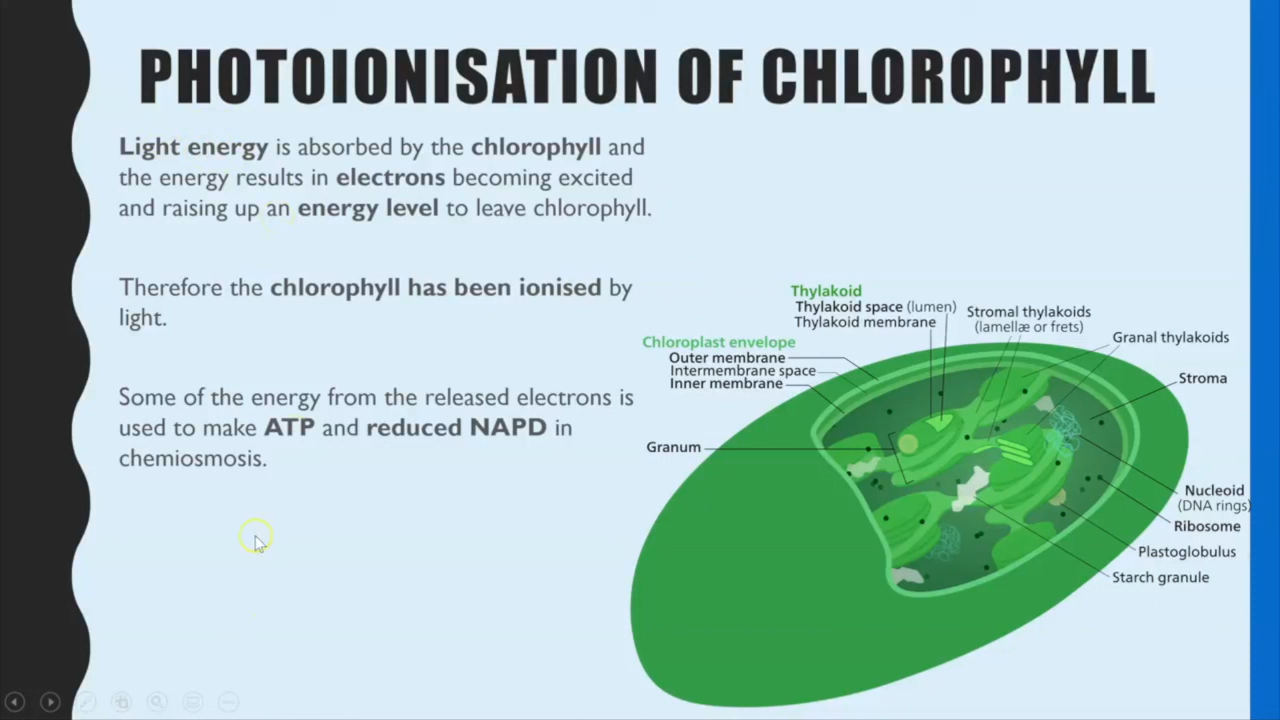 PHOTOIONISATION OF CHLOROPHYLL
Light energy is absorbed by the chlorophyll and
the energy results in electrons becoming excited
and raising up an energy level to leave chlorophyll.
Therefore the chlorophyll has been ionised by
light.
Some of the energy from the released electrons is
used to make ATP and reduced NAPD in
chemiosmosis.
Thylakoid
Thylakoid space (lumen)
Thylakoid membrane
Stromal thylakoids
(lamellæ or frets)
Granal thylakoids
Chloroplast envelope
Outer membrane
Intermembrane space
Inner membrane
Stroma
Granum
Nucleoid
(DNA rings)
Ribosome
Plastoglobulus
Starch granule